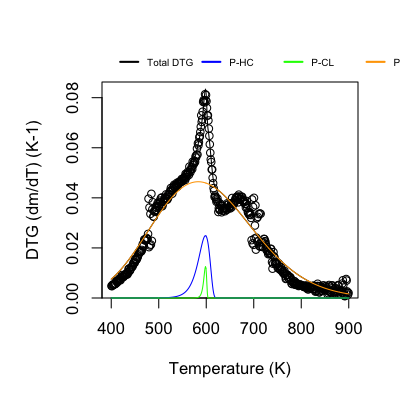 Total DTG P-HC P-CL P
DTG (dm/dT) (K-1)
0.08
0.06
0.04
0.02
0.00
400 500 600 700 800 900
Temperature (K)